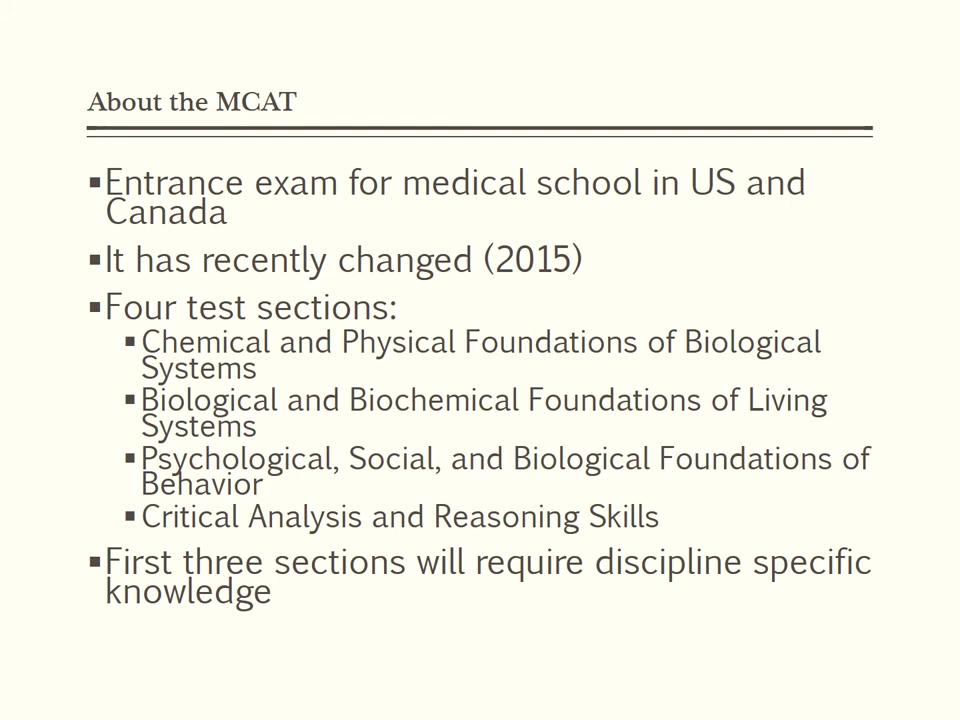 About the MCAT
▪Entrance exam for medical school in US and
Canada
▪It has recently changed (2015)
▪Four test sections:
▪Chemical and Physical Foundations of Biological
Systems
▪Biological and Biochemical Foundations of Living
Systems
▪Psychological, Social, and Biological Foundations of
Behavior
▪Critical Analysis and Reasoning Skills
▪First three sections will require discipline specific
knowledge